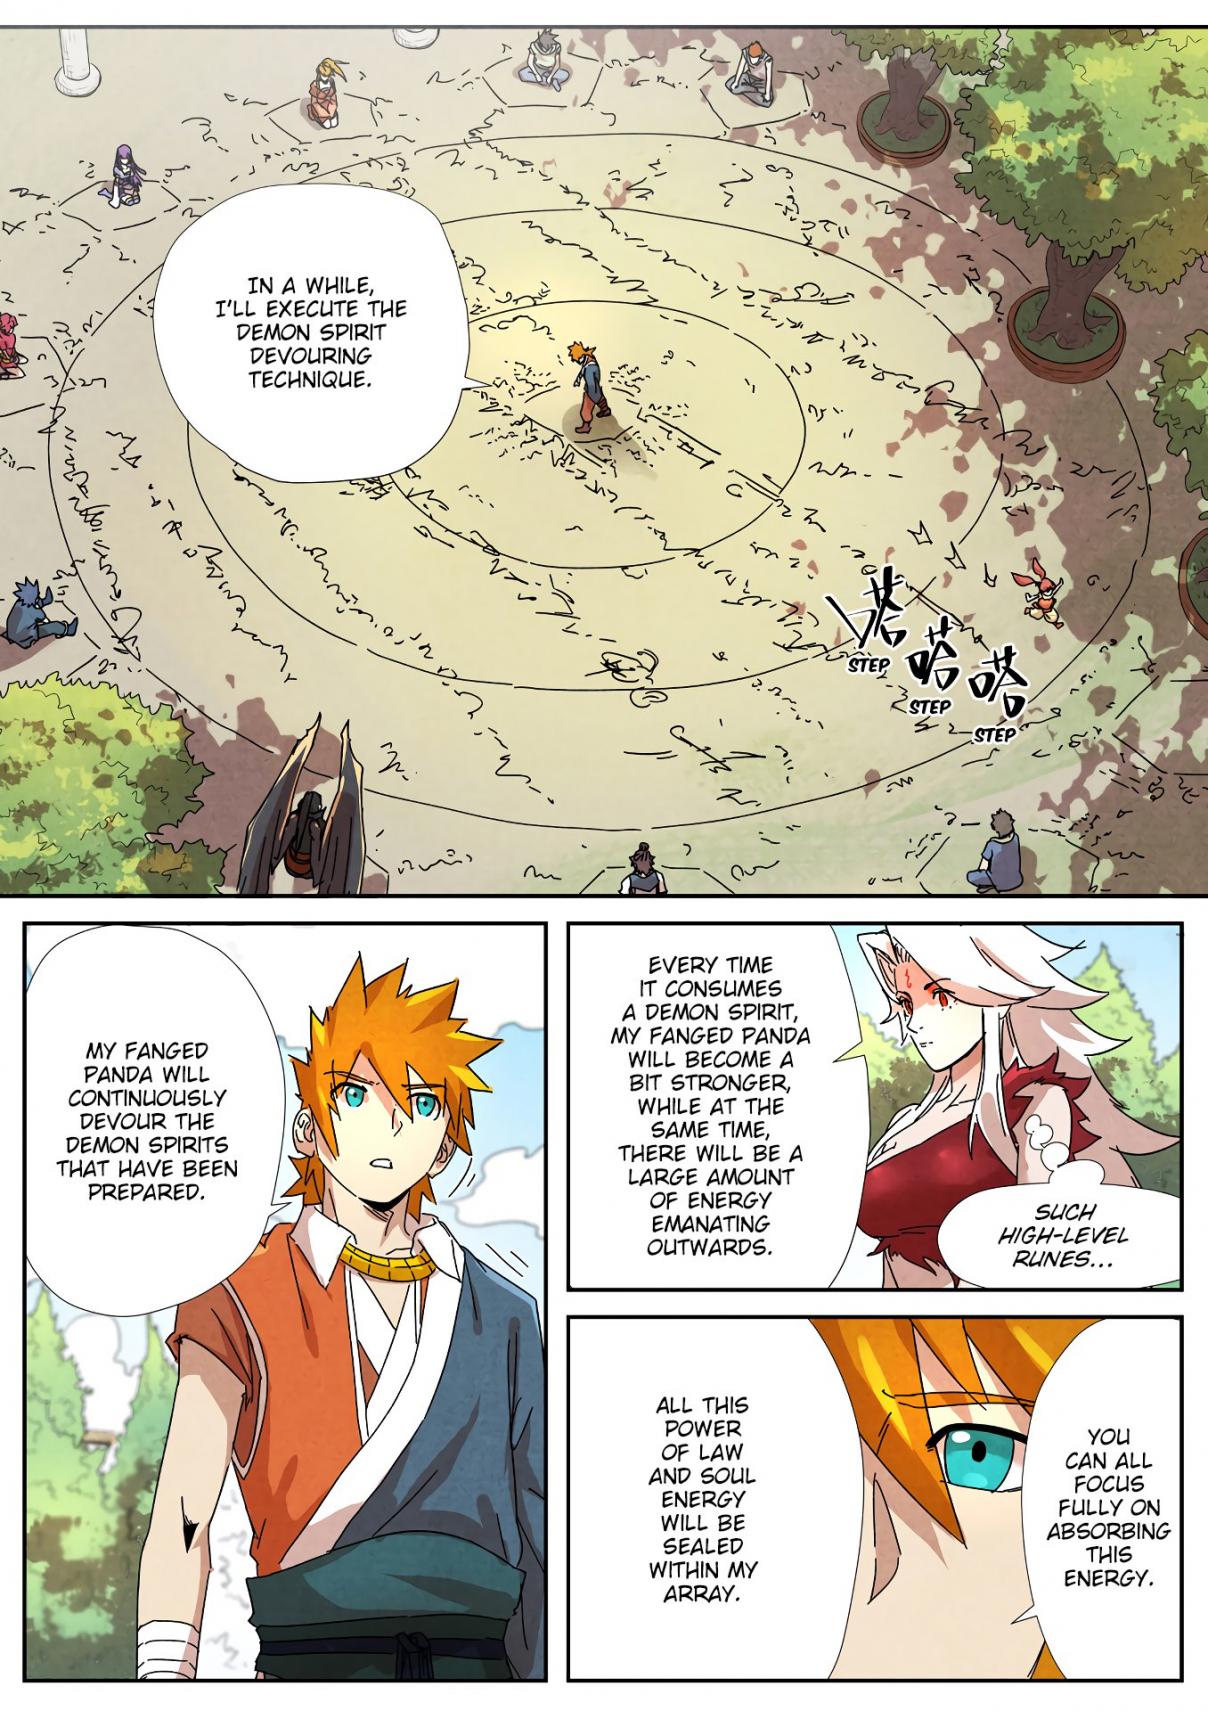 IN A WHILE,
I'LL EXECUTE THE
DEMON SPIRIT
DEVOURING
TECHNIQUE.
嗒
STEP
嗒
STEP
嗒
STEP
MY FANGED
PANDA WILL
CONTINUOUSLY
DEVOUR THE
DEMON SPIRITS
THAT HAVE BEEN
PREPARED.
EVERY TIME
IT CONSUMES
A DEMON SPIRIT,
MY FANGED PANDA
WILL BECOME A
BIT STRONGER,
WHILE AT THE
SAME TIME,
THERE WILL BE A
LARGE AMOUNT
OF ENERGY
EMANATING
OUTWARDS.
SUCH
HIGH-LEVEL
RUNES...
ALL THIS
POWER
OF LAW
AND SOUL
ENERGY
WILL BE
SEALED
WITHIN MY
ARRAY.
YOU
CAN ALL
FOCUS
FULLY ON
ABSORBING
THIS
ENERGY.